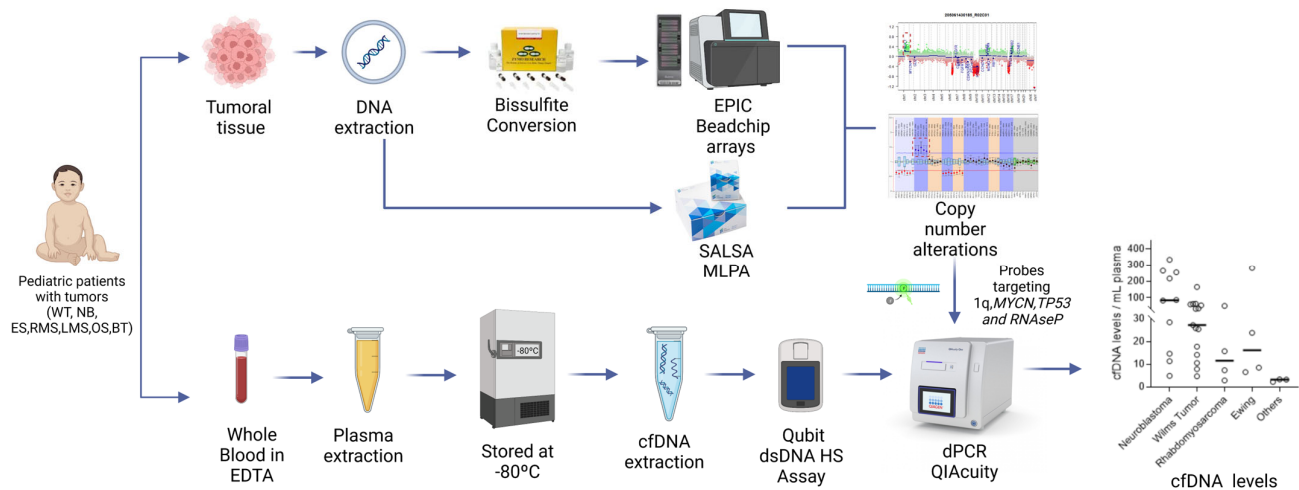 Tumoral
tissue
DNA
extraction
Bissulfite
Conversion
EPIC
Beadchip
arrays
SALSA
MLPA
Copy
number
alterations
Pediatric patients
with tumors
(WT, NB,
ES,RMS,LMS,OS,BT)
Probes
targeting
1q,MYCN,TP53
and RNAseP
Whole
Blood in
EDTA
Plasma
extraction
-80ºC
Stored at
-80ºC
cfDNA
extraction
Qubit
dsDNA HS
Assay
dPCR
QIAcuity
cfDNA levels / mL plasma
400
300
200
100
30
20
10
0
Neuroblastoma
Wilms Tumor
Rhabdomyosarcoma
Ewing
Others
cfDNA levels